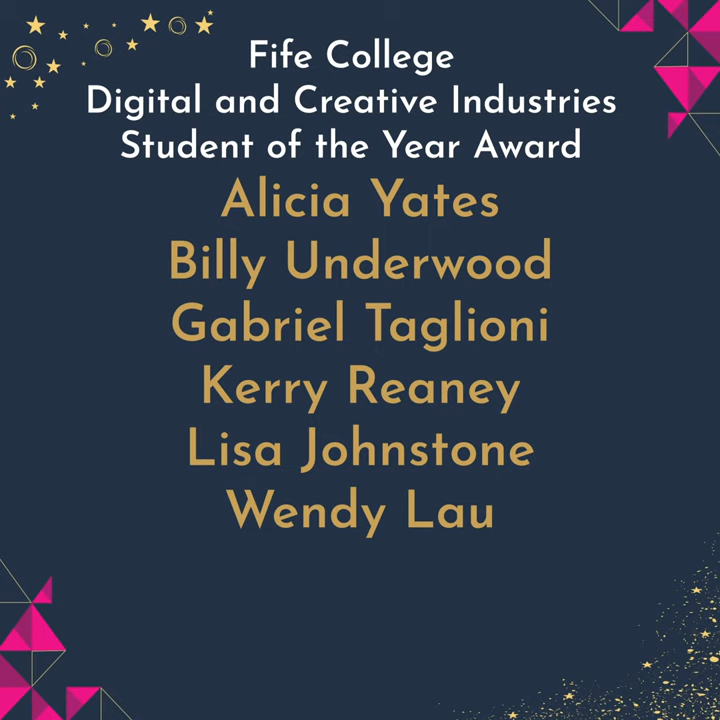 Fife College
Digital and Creative Industries
Student of the Year Award
Alicia Yates
Billy Underwood
Gabriel Taglioni
Kerry Reaney
Lisa Johnstone
Wendy Lau